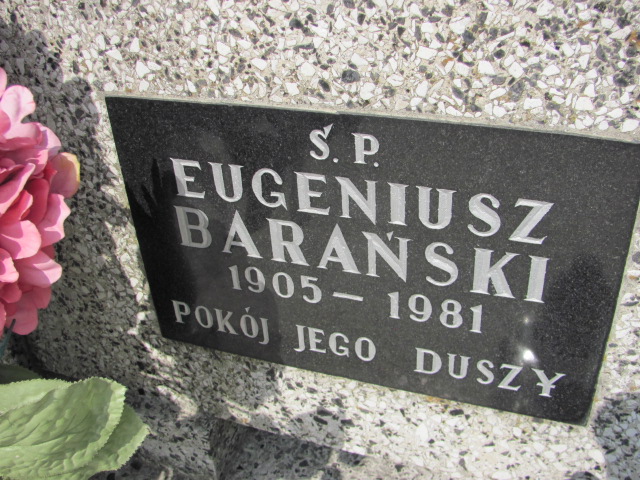 Ś. P.
EUGENIUSZ
BARAŃSKI
1905 – 1981
POKÓJ JEGO DUSZY